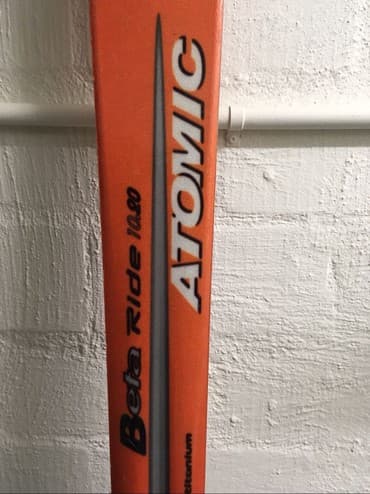 ATOMIC
Beta Ride 10.20
titanium